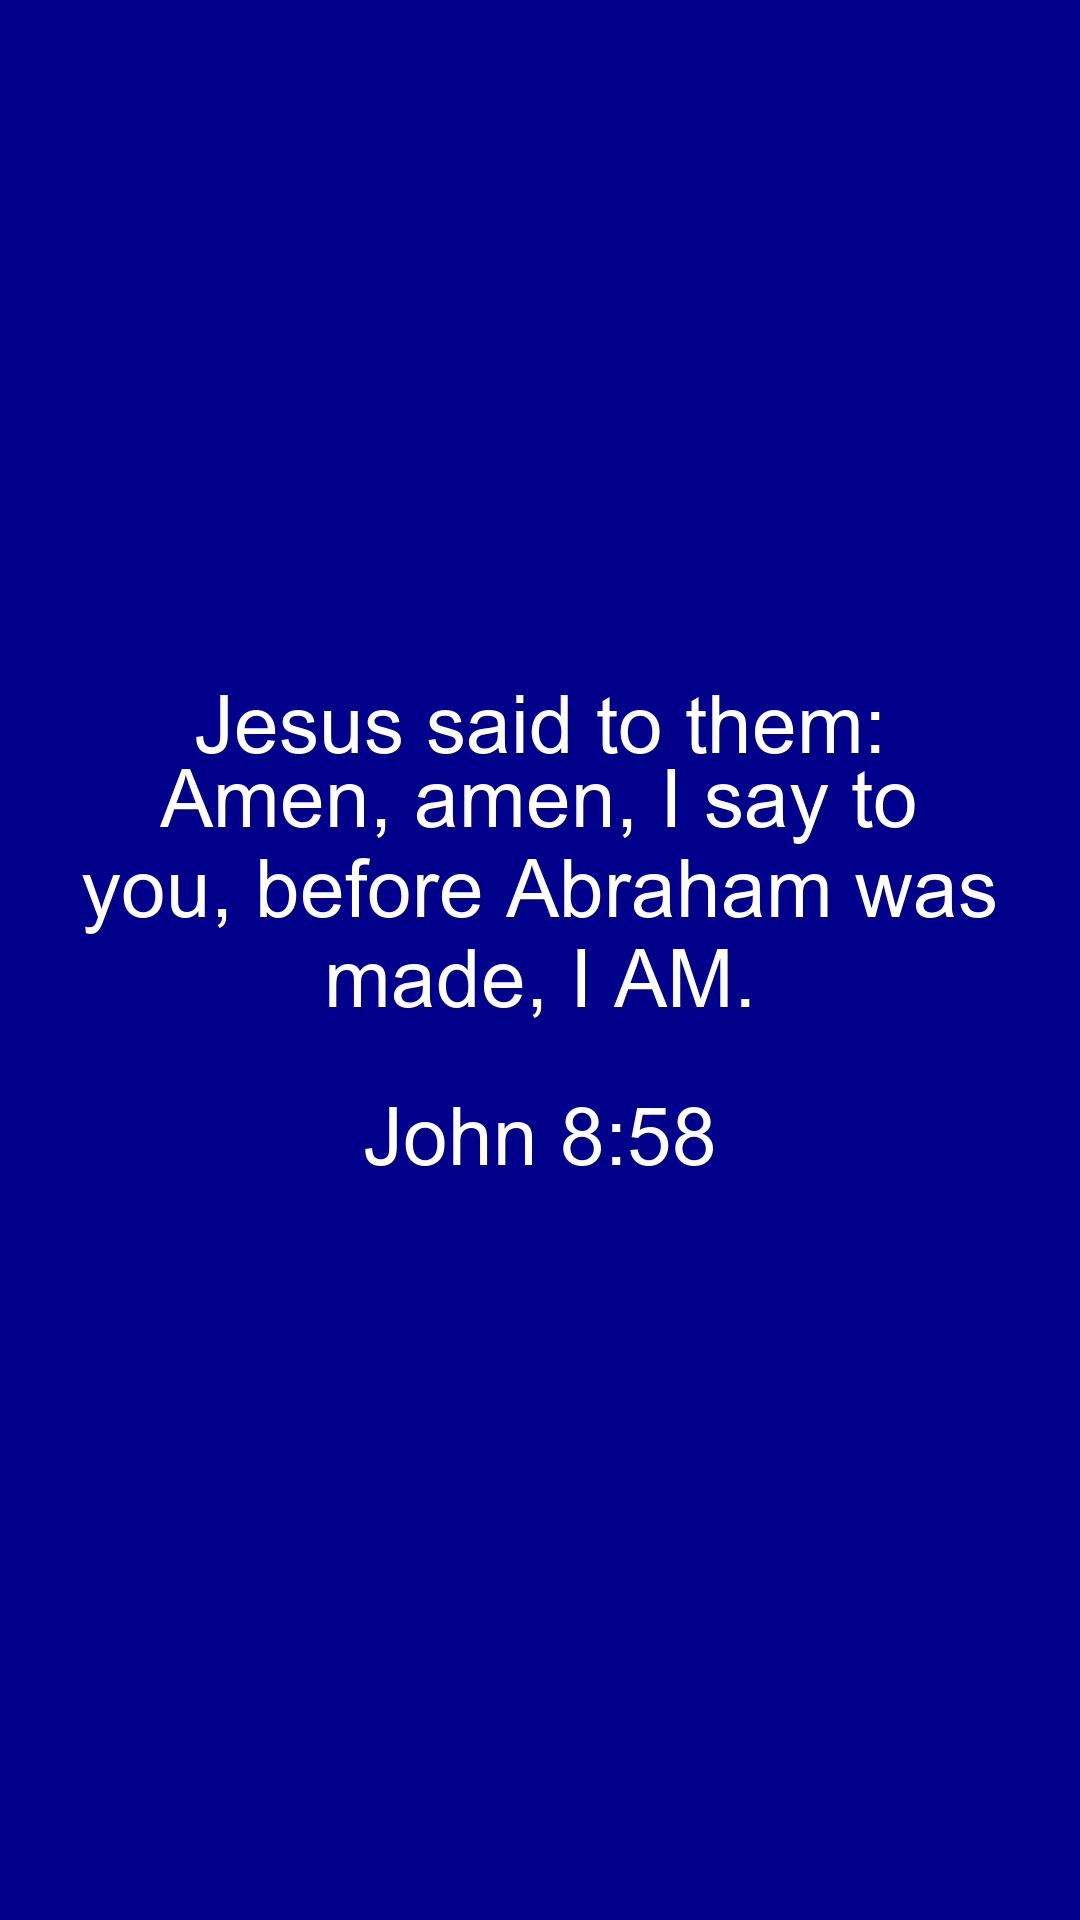 Jesus said to them:
Amen, amen, I say to
you, before Abraham was
made, I AM.
John 8:58